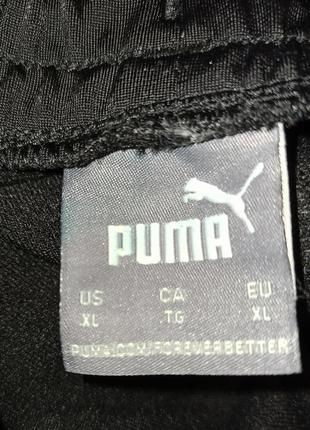 PUMA
US CA EU
XL TG XL
PUMA.COM/FOREVERBETTER